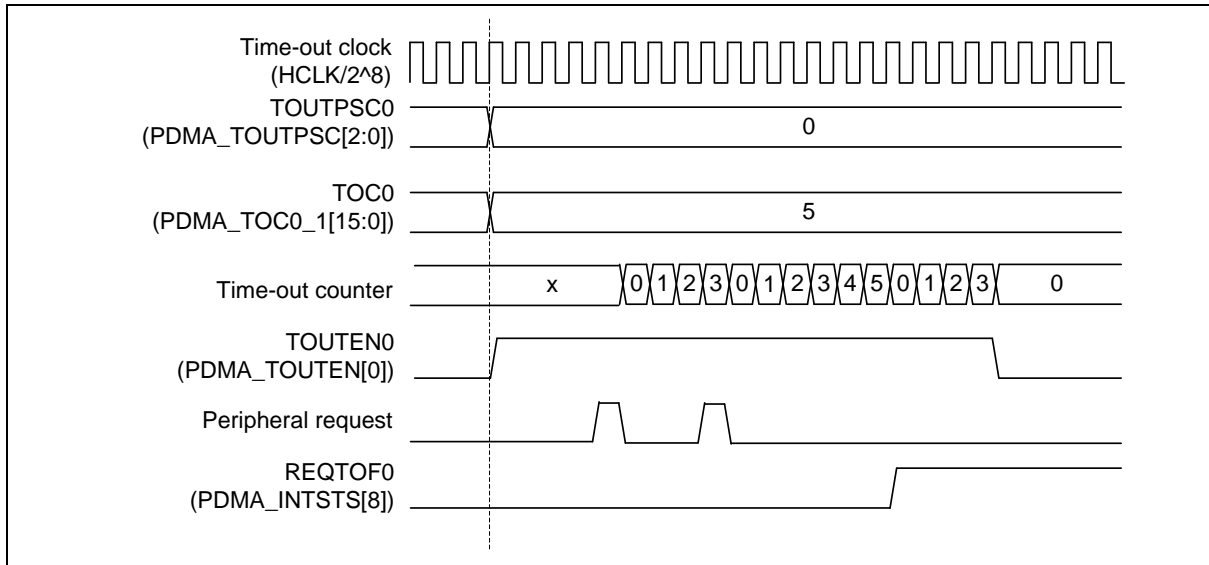 Time-out clock
(HCLK/2^8)
TOUTPSC0
(PDMA_TOUTPSC[2:0])
0
TOC0
(PDMA_TOC0_1[15:0])
5
Time-out counter
x 0 1 2 3 0 1 2 3 4 5 0 1 2 3 0
TOUTEN0
(PDMA_TOUTEN[0])
Peripheral request
REQTOF0
(PDMA_INTSTS[8])